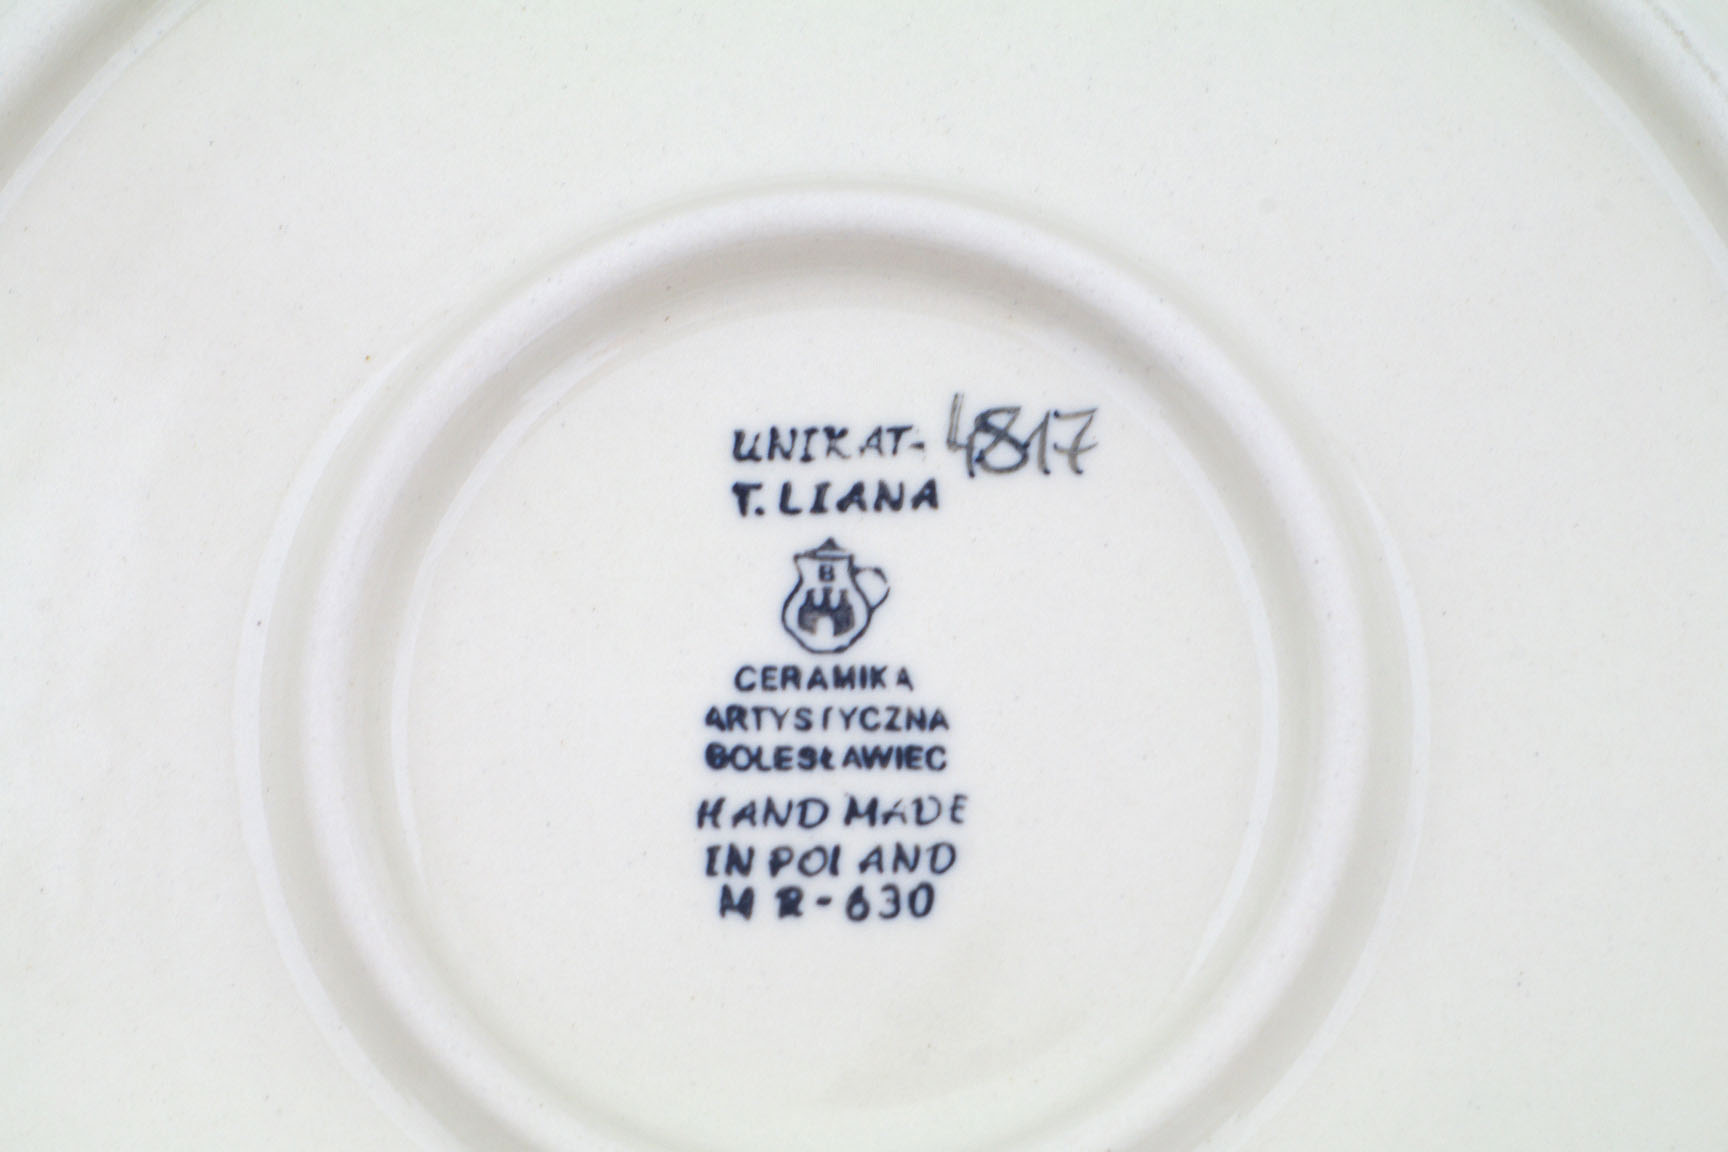 UNIKAT-4817
T. LIANA
B
CERAMIKA
ARTYSTYCZNA
BOLESŁAWIEC
HAND MADE
IN POLAND
MR-630